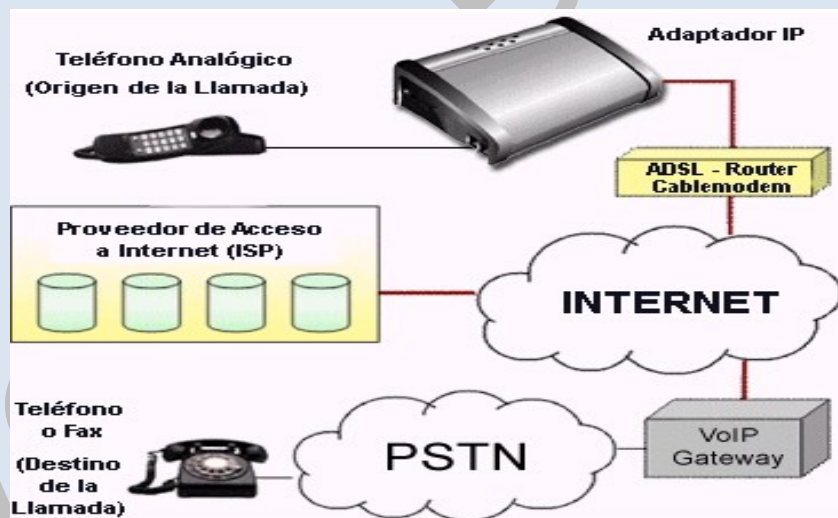 Teléfono Analógico
(Origen de la Llamada)
Adaptador IP
ADSL - Router
Cablemodem
Proveedor de Acceso
a Internet (ISP)
INTERNET
Teléfono
o Fax
(Destino
de la
Llamada)
PSTN
VoIP
Gateway